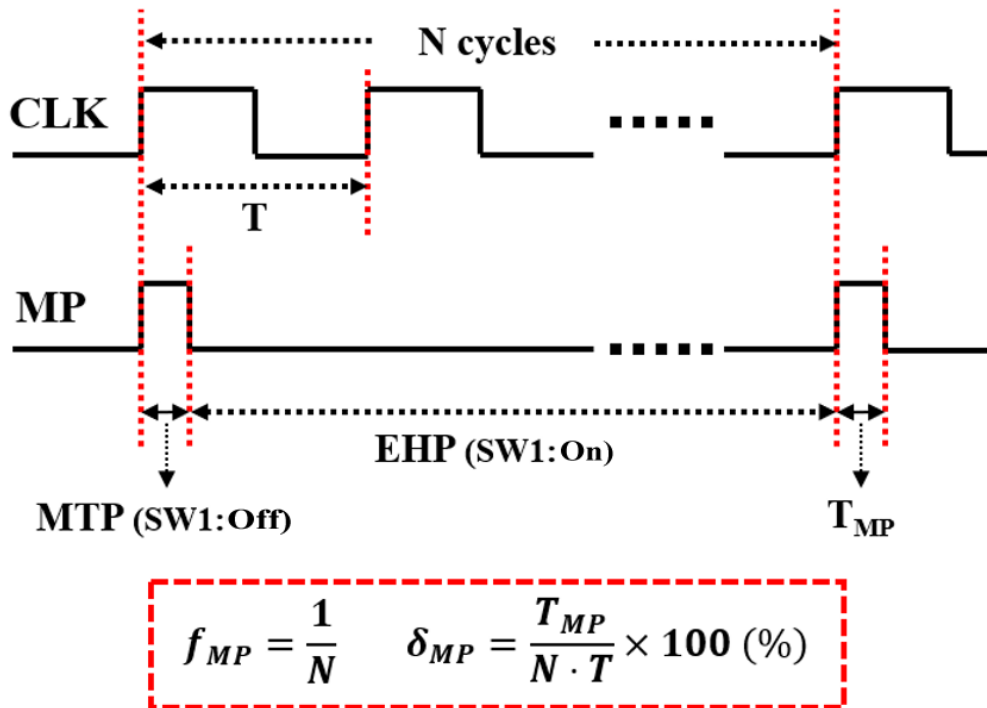 N cycles
CLK
T
MP
EHP (SW1:On)
MTP (SW1:Off)
T_MP
f_MP = 1/N    δ_MP = T_MP/(N · T) × 100 (%)